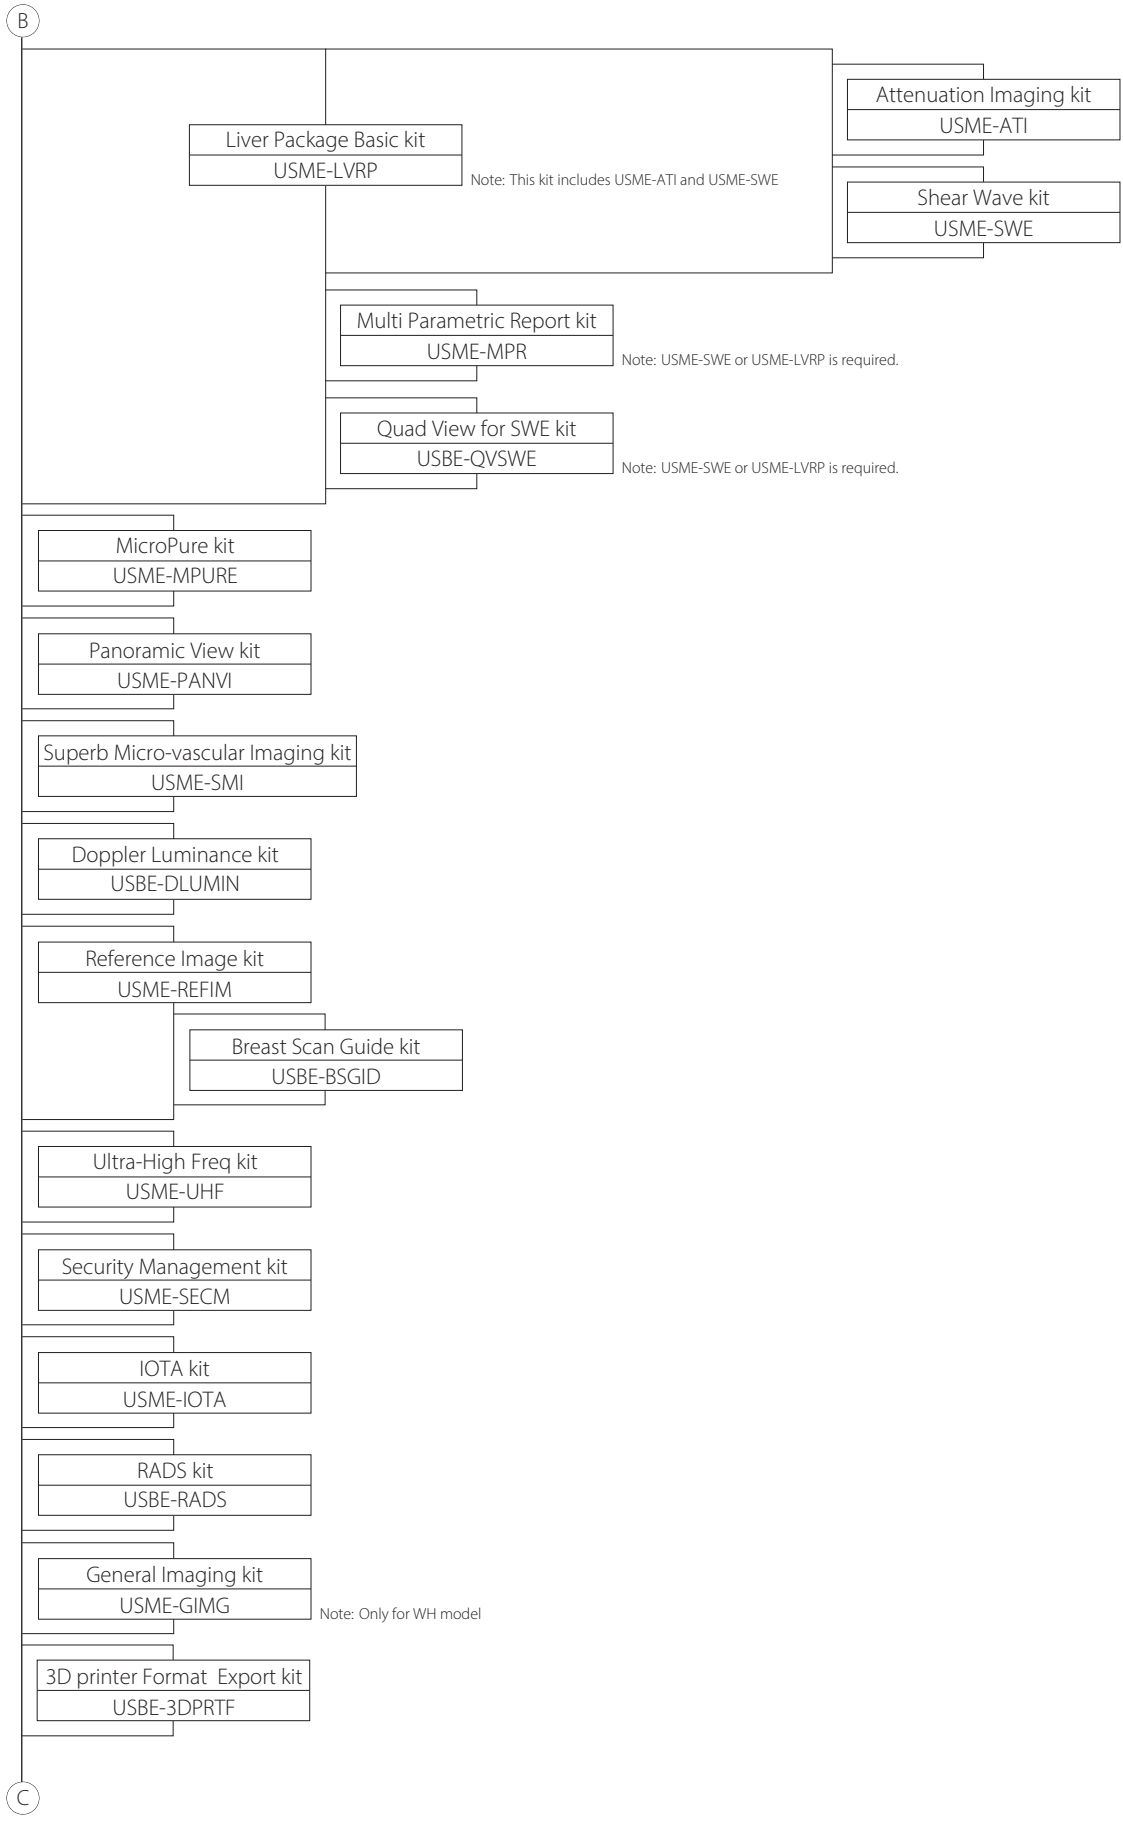 B
Attenuation Imaging kit
USME-ATI
Liver Package Basic kit
USME-LVRP
Note: This kit includes USME-ATI and USME-SWE
Shear Wave kit
USME-SWE
Multi Parametric Report kit
USME-MPR
Note: USME-SWE or USME-LVRP is required.
Quad View for SWE kit
USBE-QVSWE
Note: USME-SWE or USME-LVRP is required.
MicroPure kit
USME-MPURE
Panoramic View kit
USME-PANVI
Superb Micro-vascular Imaging kit
USME-SMI
Doppler Luminance kit
USBE-DLUMIN
Reference Image kit
USME-REFIM
Breast Scan Guide kit
USBE-BSGID
Ultra-High Freq kit
USME-UHF
Security Management kit
USME-SECM
IOTA kit
USME-IOTA
RADS kit
USBE-RADS
General Imaging kit
USME-GIMG
Note: Only for WH model
3D printer Format  Export kit
USBE-3DPRTF
C